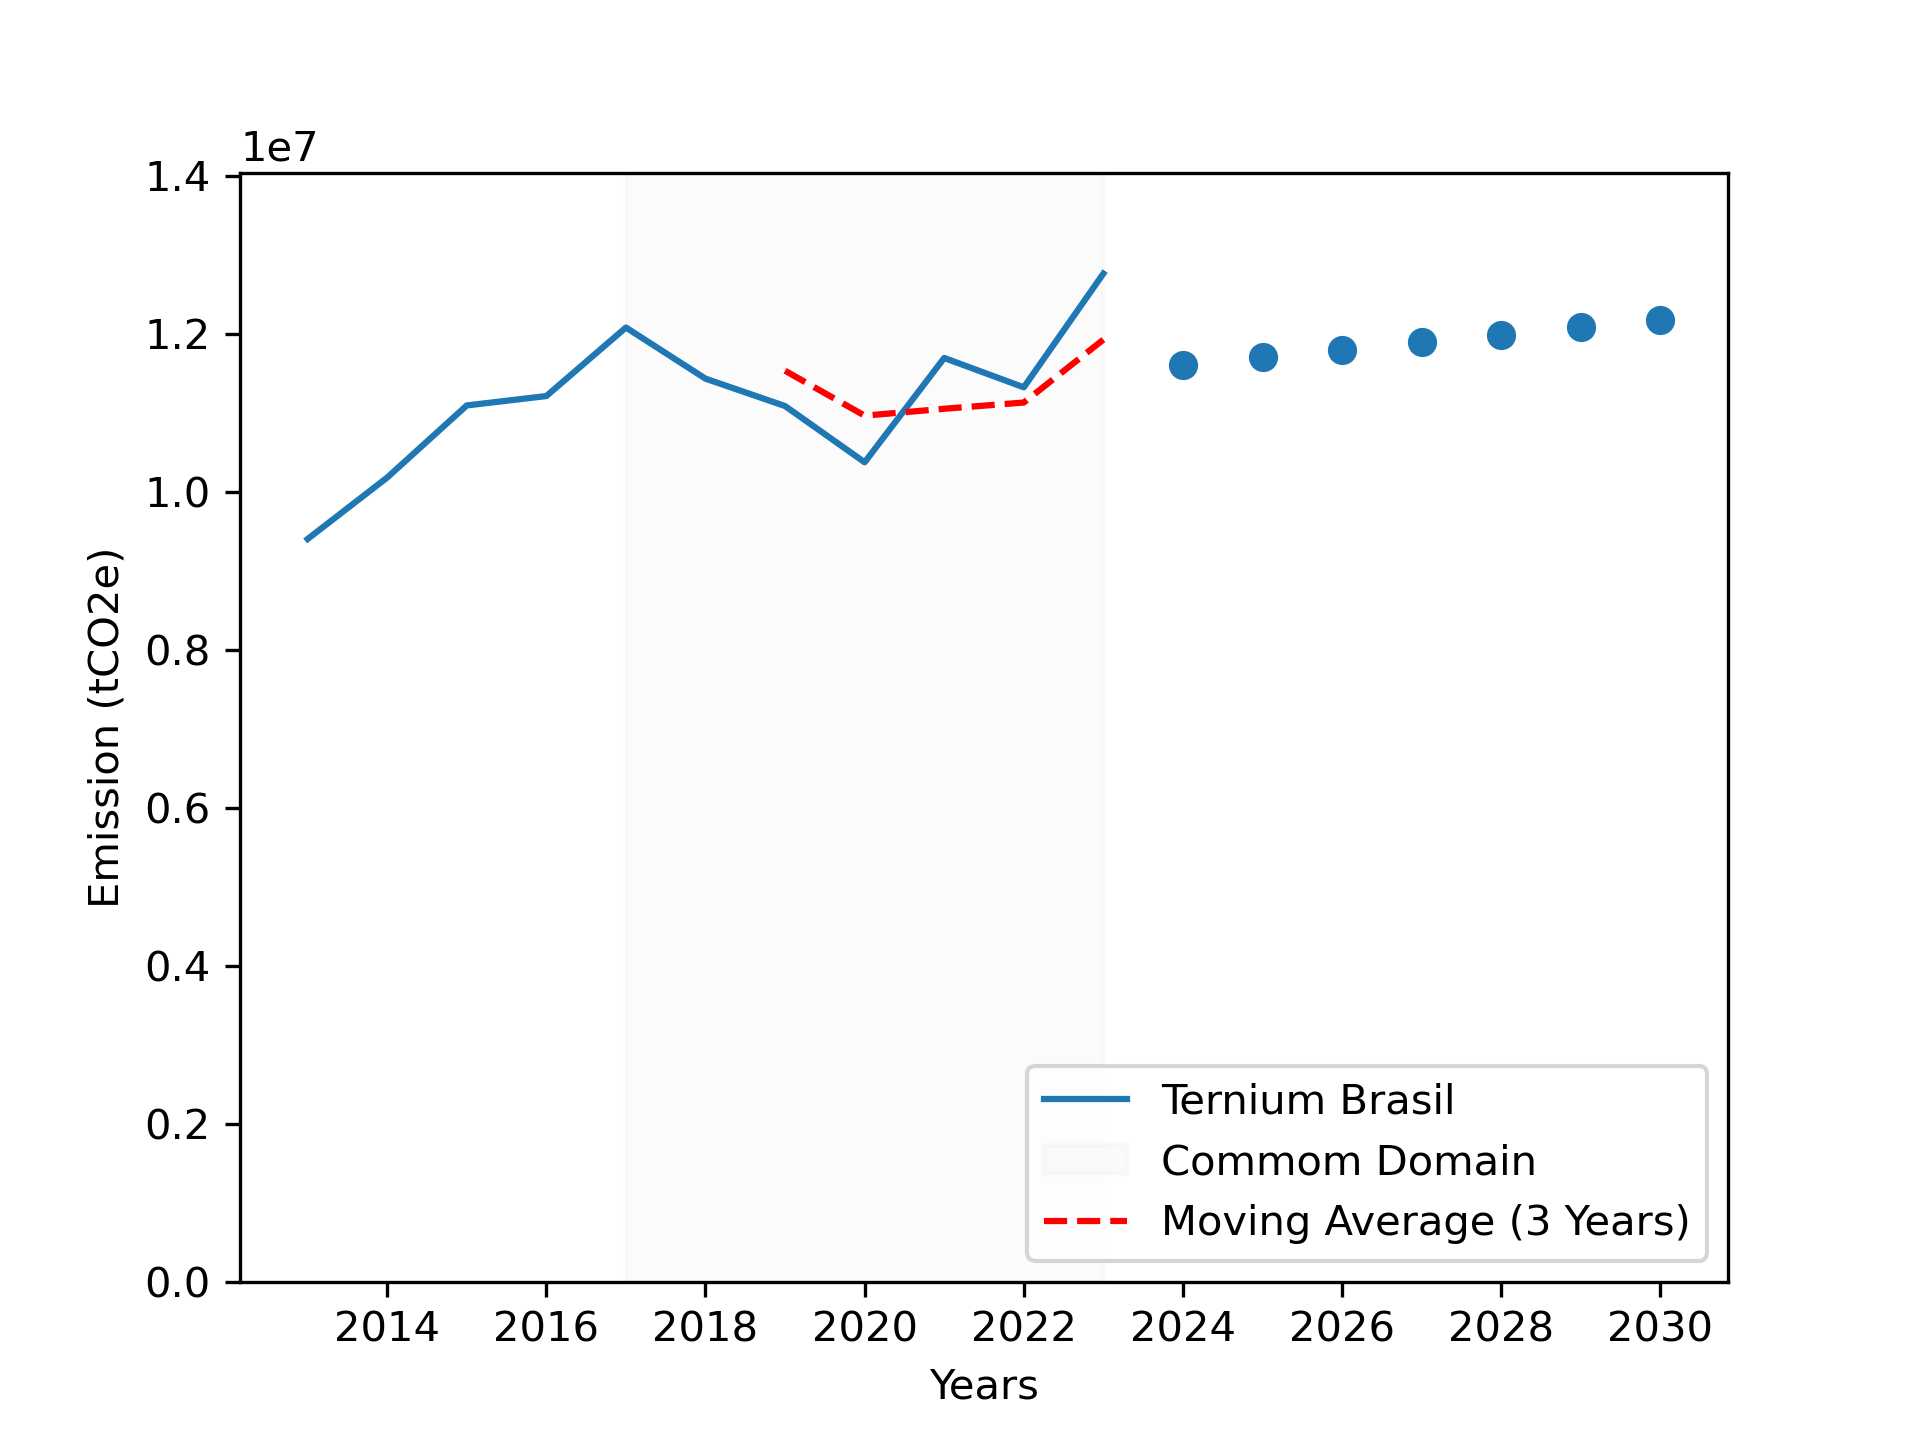 1e7
1.4
1.2
1.0
0.8
0.6
0.4
0.2
0.0
Emission (tCO2e)
Ternium Brasil
Commom Domain
Moving Average (3 Years)
2014 2016 2018 2020 2022 2024 2026 2028 2030
Years